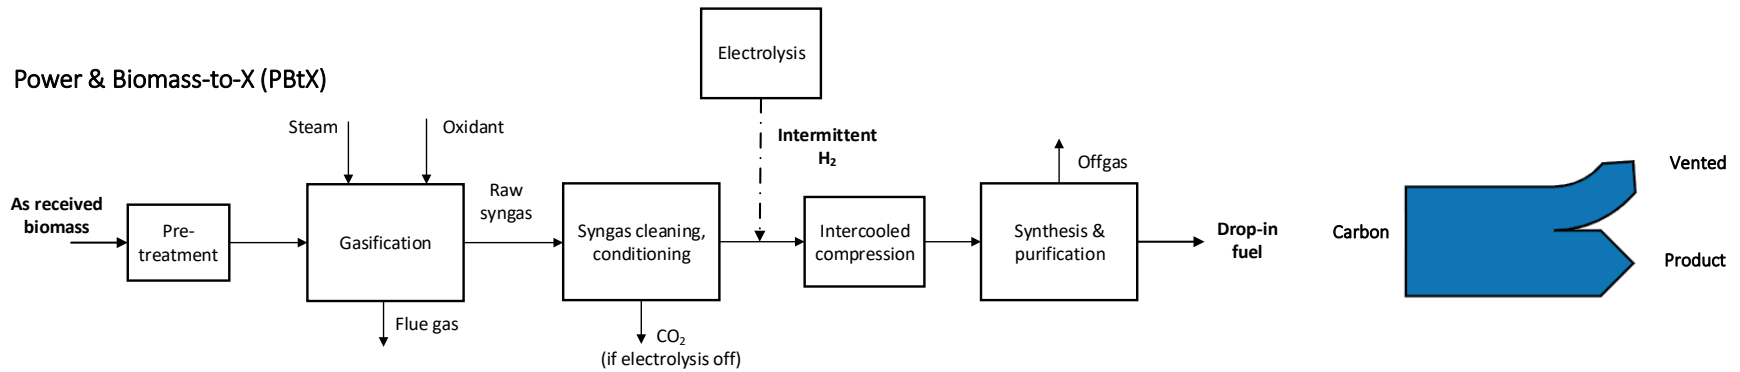 Power & Biomass-to-X (PBtX)
Electrolysis
Steam
Oxidant
Intermittent
H₂
Offgas
As received
biomass
Pre-
treatment
Gasification
Raw
syngas
Syngas cleaning,
conditioning
Intercooled
compression
Synthesis &
purification
Drop-in
fuel
Flue gas
CO₂
(if electrolysis off)
Carbon
Vented
Product